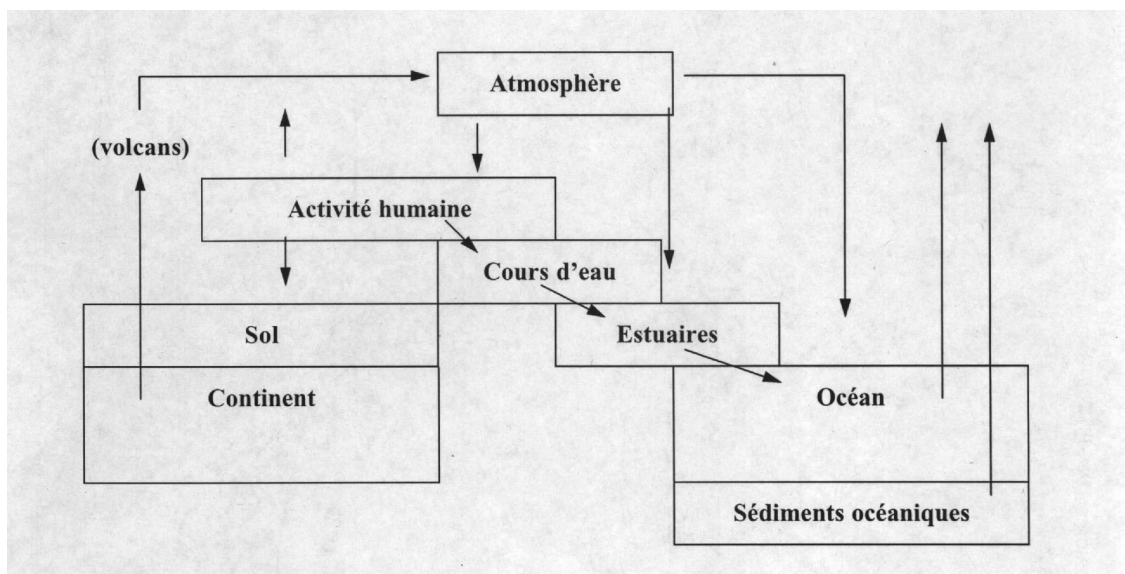 Atmosphère
(volcans)
Activité humaine
Cours d'eau
Sol
Estuaires
Continent
Océan
Sédiments océaniques